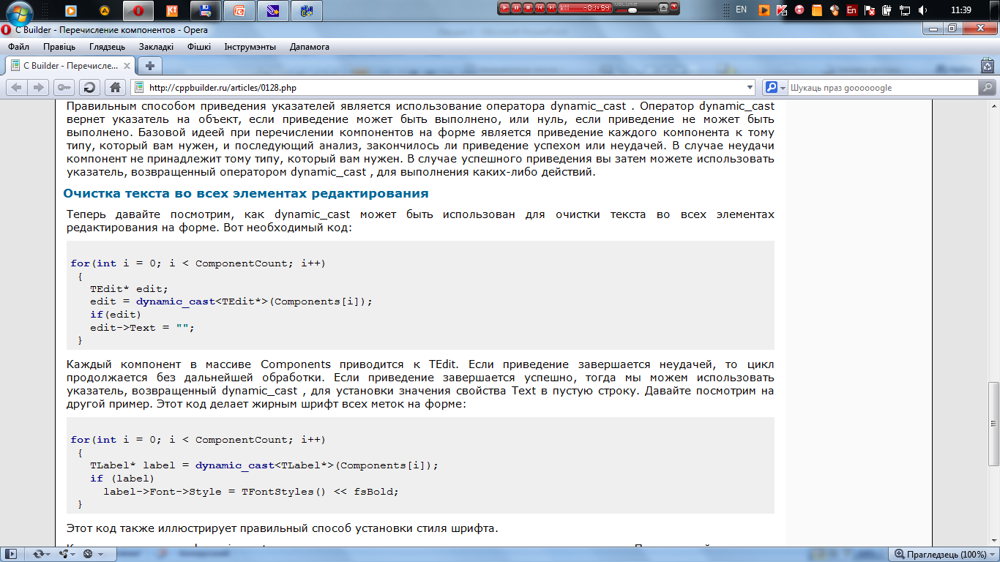 VOLUME
EN
11:39
C Builder - Перечисление компонентов - Opera
Файл Правіць Глядзець Закладкі Фішкі Інструмэнты Дапамога
C Builder - Перечисле...
http://cppbuilder.ru/articles/0128.php
Шукаць праз goooooogle
Правильным способом приведения указателей является использование оператора dynamic_cast . Оператор dynamic_cast
вернет указатель на объект, если приведение может быть выполнено, или нуль, если приведение не может быть
выполнено. Базовой идеей при перечислении компонентов на форме является приведение каждого компонента к тому
типу, который вам нужен, и последующий анализ, закончилось ли приведение успехом или неудачей. В случае неудачи
компонент не принадлежит тому типу, который вам нужен. В случае успешного приведения вы затем можете использовать
указатель, возвращенный оператором dynamic_cast , для выполнения каких-либо действий.
Очистка текста во всех элементах редактирования
Теперь давайте посмотрим, как dynamic_cast может быть использован для очистки текста во всех элементах
редактирования на форме. Вот необходимый код:
for(int i = 0; i < ComponentCount; i++)
{
TEdit* edit;
edit = dynamic_cast<TEdit*>(Components[i]);
if(edit)
edit->Text = "";
}
Каждый компонент в массиве Components приводится к TEdit. Если приведение завершается неудачей, то цикл
продолжается без дальнейшей обработки. Если приведение завершается успешно, тогда мы можем использовать
указатель, возвращенный dynamic_cast , для установки значения свойства Text в пустую строку. Давайте посмотрим на
другой пример. Этот код делает жирным шрифт всех меток на форме:
for(int i = 0; i < ComponentCount; i++)
{
TLabel* label = dynamic_cast<TLabel*>(Components[i]);
if (label)
label->Font->Style = TFontStyles() << fsBold;
}
Этот код также иллюстрирует правильный способ установки стиля шрифта.
Прагледзець (100%)